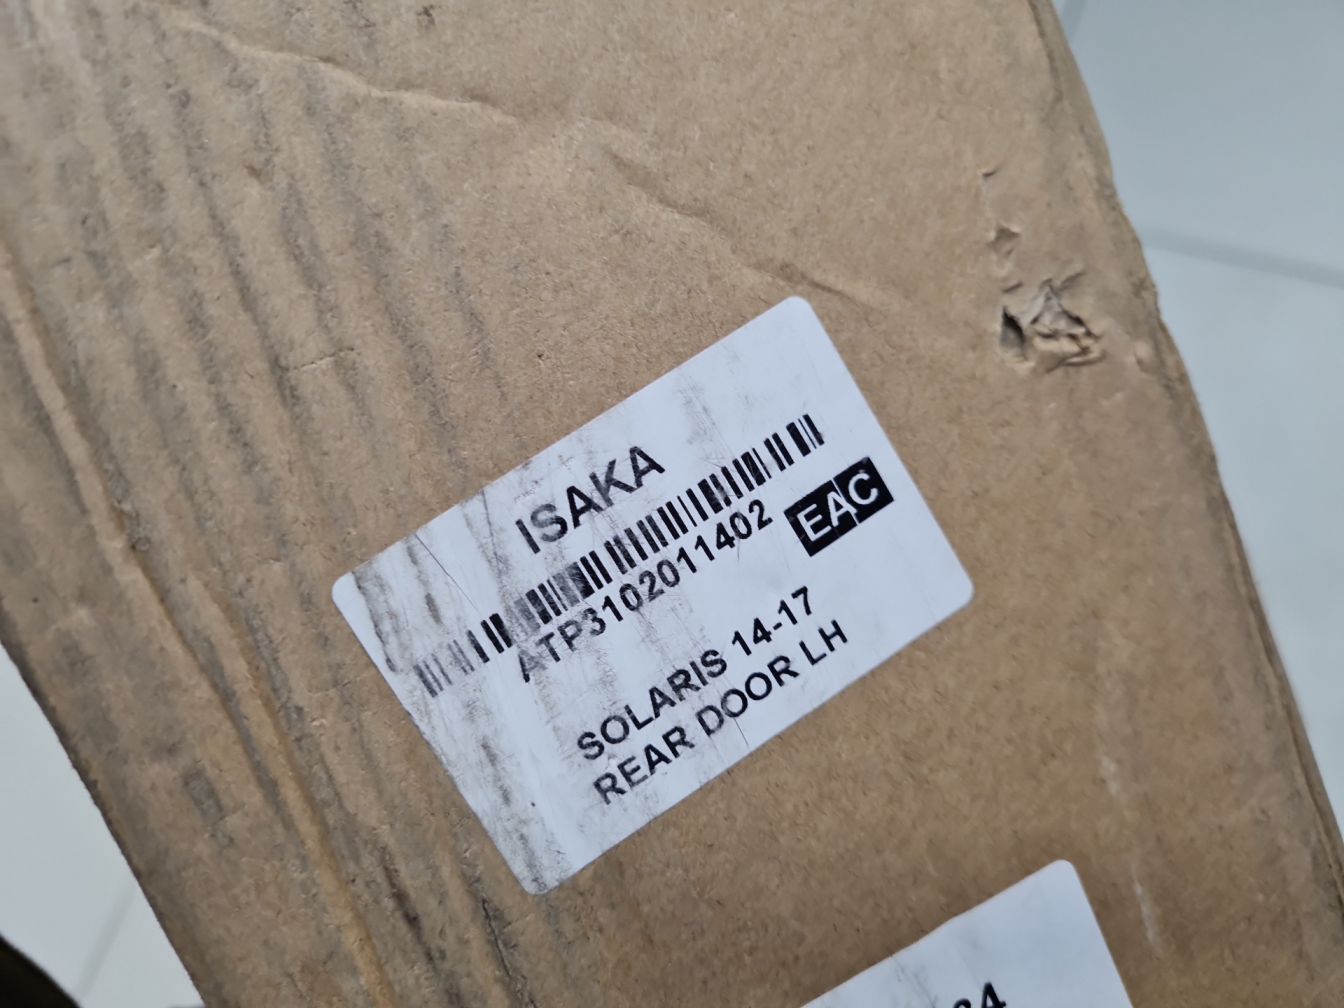 ISAKA
ATP3102011402
EAC
SOLARIS 14-17
REAR DOOR LH